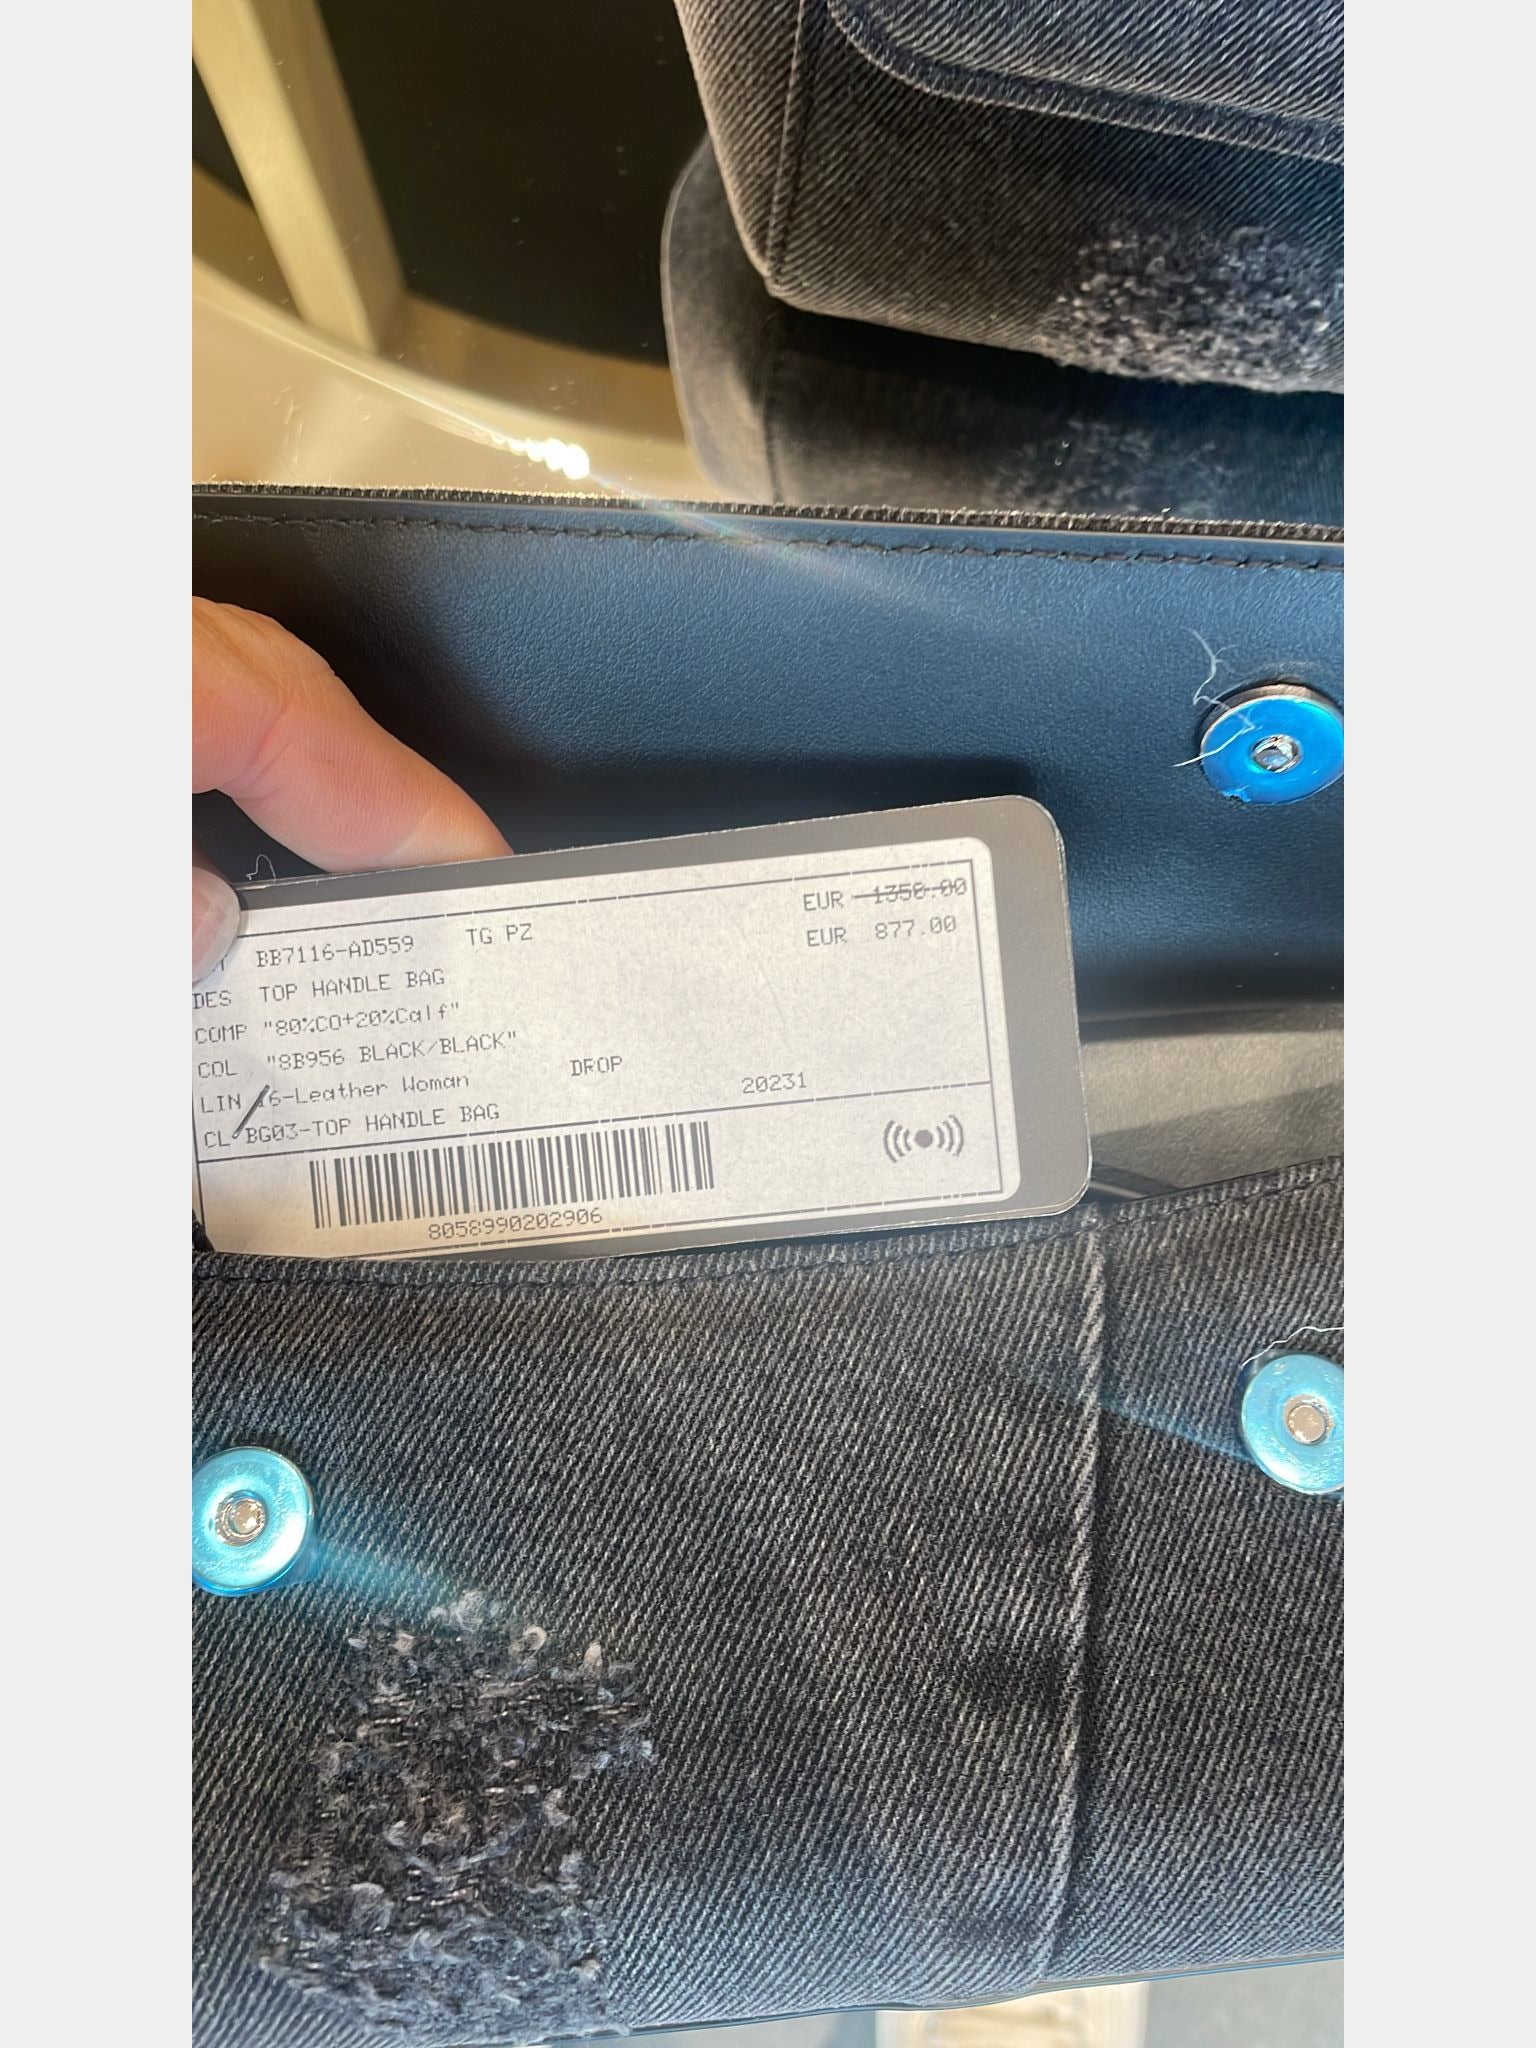 BB7116-AD559 TG PZ EUR 1350.00
EUR 877.00
DES TOP HANDLE BAG
COMP "80%CO+20%Calf"
COL "8B956 BLACK/BLACK"
LIN 16-Leather Woman DROP
CL BG03-TOP HANDLE BAG 20231
8058990202906